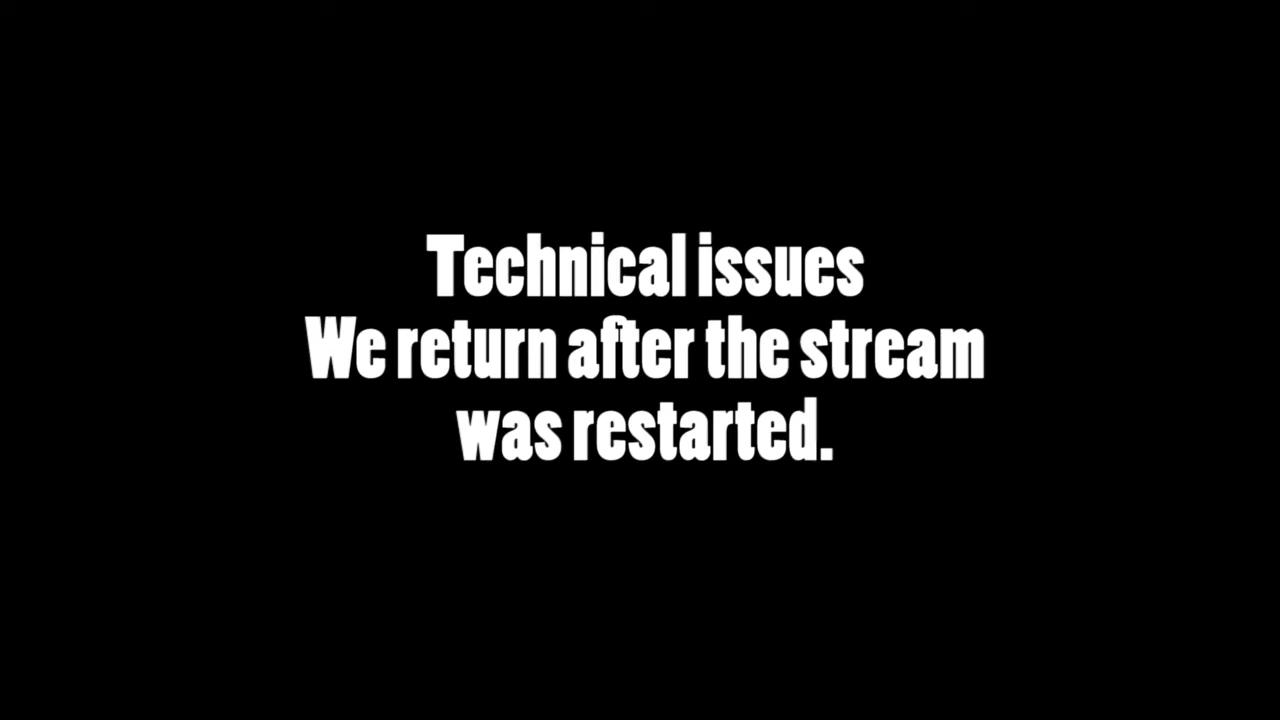 Technical issues
We return after the stream
was restarted.